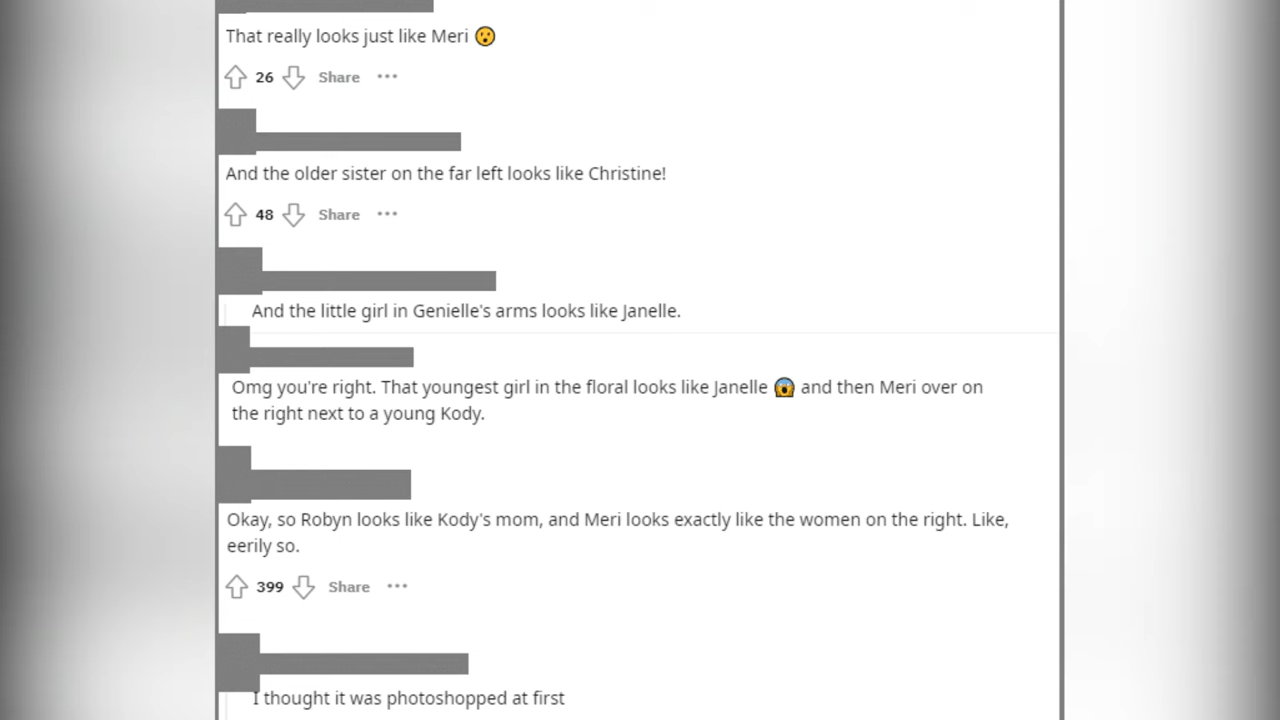 That really looks just like Meri 😮
26 Share •••
And the older sister on the far left looks like Christine!
48 Share •••
And the little girl in Genielle's arms looks like Janelle.
Omg you're right. That youngest girl in the floral looks like Janelle 😱 and then Meri over on
the right next to a young Kody.
Okay, so Robyn looks like Kody's mom, and Meri looks exactly like the women on the right. Like,
eerily so.
399 Share •••
I thought it was photoshopped at first